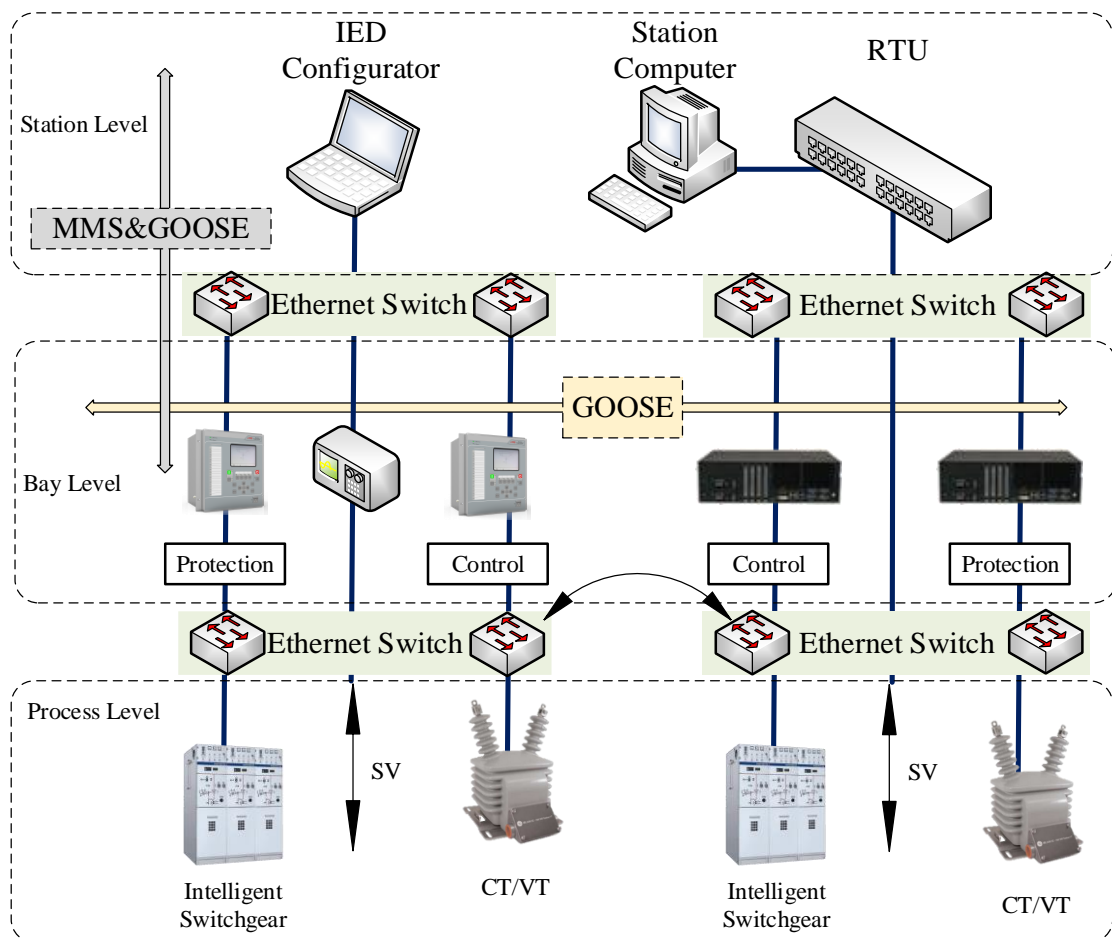 IED
Configurator
Station
Computer
RTU
Station Level
MMS&GOOSE
Ethernet Switch
Ethernet Switch
GOOSE
Bay Level
Protection
Control
Control
Protection
Ethernet Switch
Ethernet Switch
Process Level
SV
SV
Intelligent
Switchgear
CT/VT
Intelligent
Switchgear
CT/VT